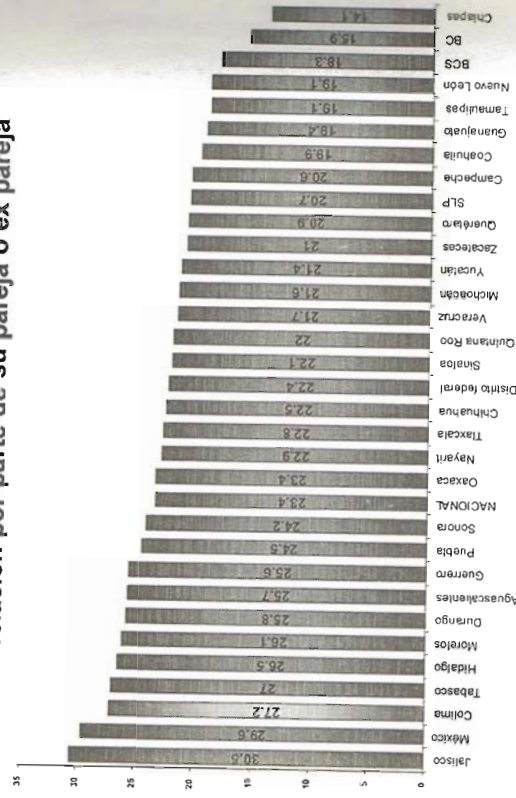 relación por parte de su pareja o ex pareja
35
30
25
20
15
10
5
0
Jalisco
México 29.6
Colima 27.2
Tabasco 27
Hidalgo 26.5
Morelos 26.1
Durango 25.8
Aguascalientes 25.7
Guerrero 25.6
Puebla 24.5
Sonora 24.2
NACIONAL 23.4
Oaxaca 23.4
Nayarit 22.9
Tlaxcala 22.8
Chihuahua 22.5
Distrito federal 22.4
Sinaloa 22.1
Quintana Roo 22
Veracruz 21.7
Michoacán 21.6
Yucatán 21.4
Zacatecas 21
Querétaro 20.9
SLP 20.7
Campeche 20.6
Coahuila 19.9
Guanajuato 19.4
Tamaulipas 19.1
Nuevo León 19.1
BCS 18.3
BC 15.9
Chiapas 14.1